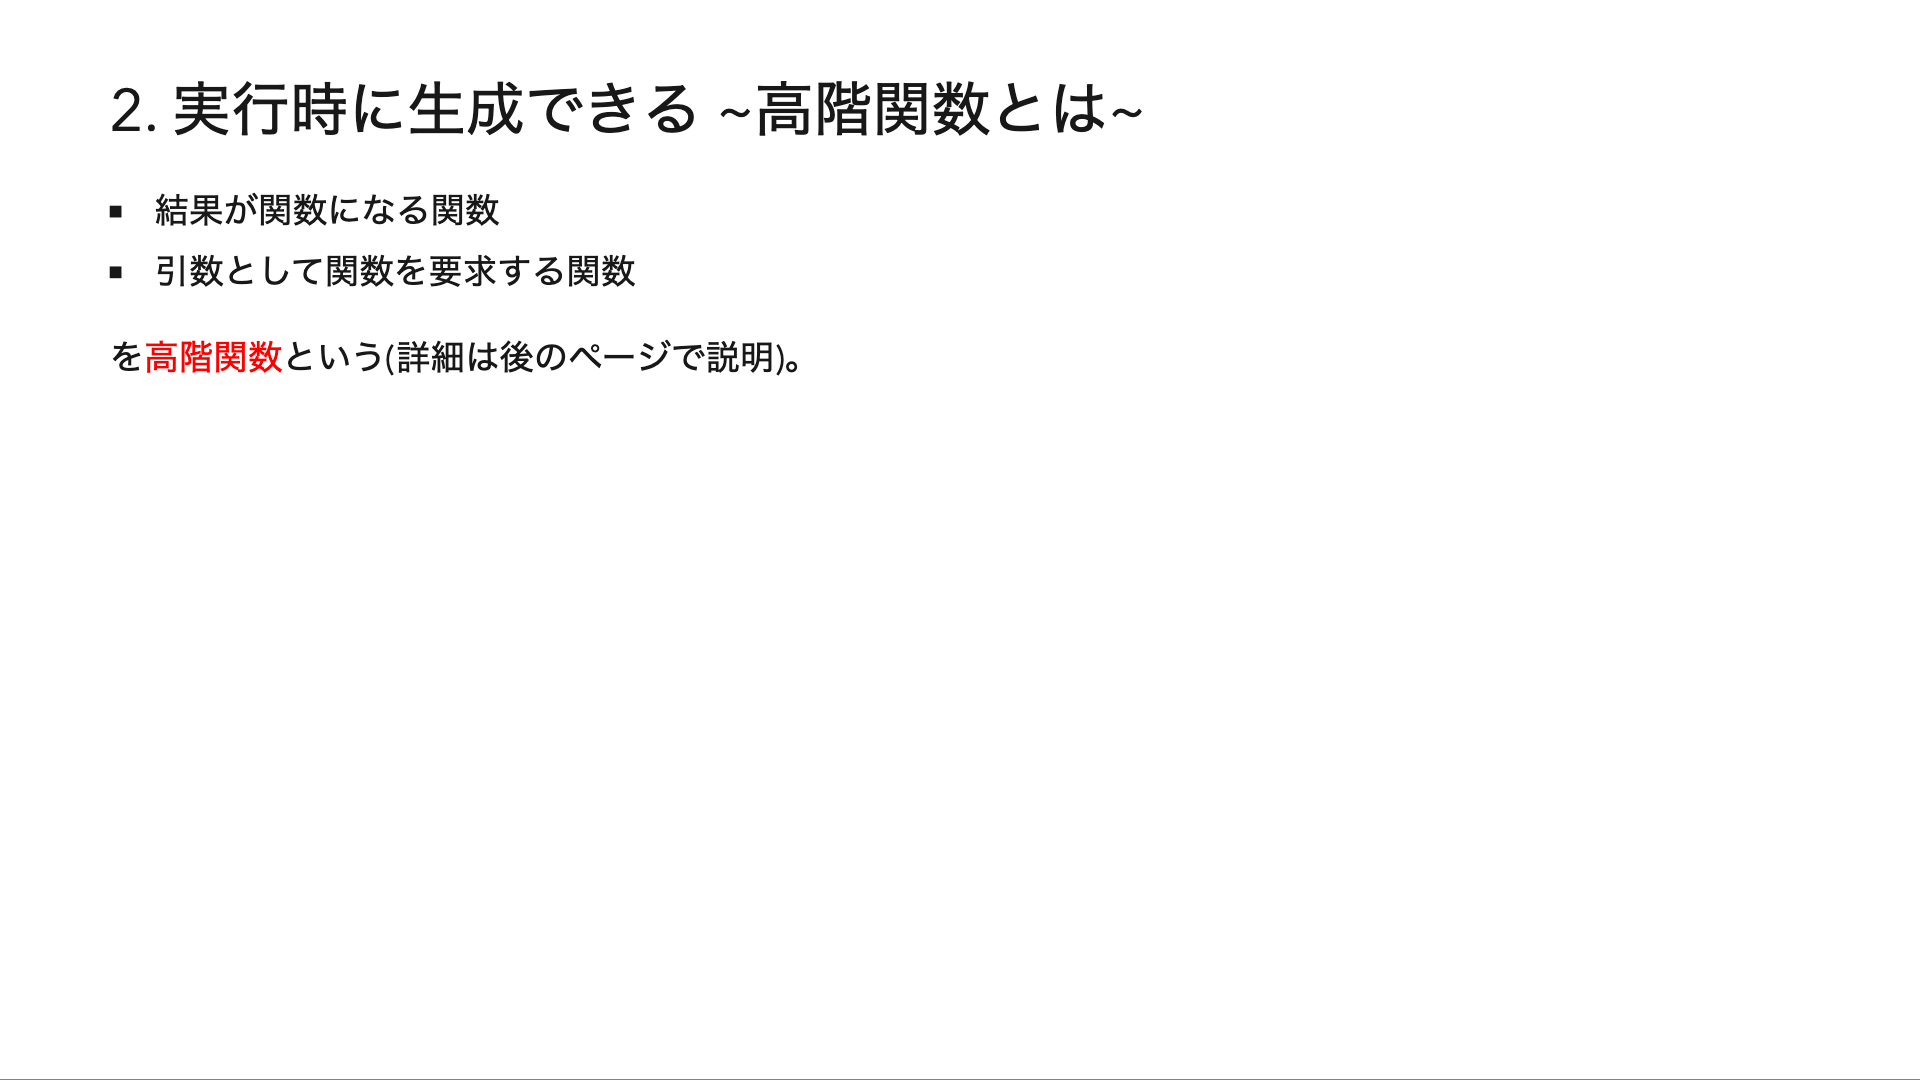 2. 実行時に生成できる ~高階関数とは~
▪ 結果が関数になる関数
▪ 引数として関数を要求する関数
を高階関数という(詳細は後のページで説明)。